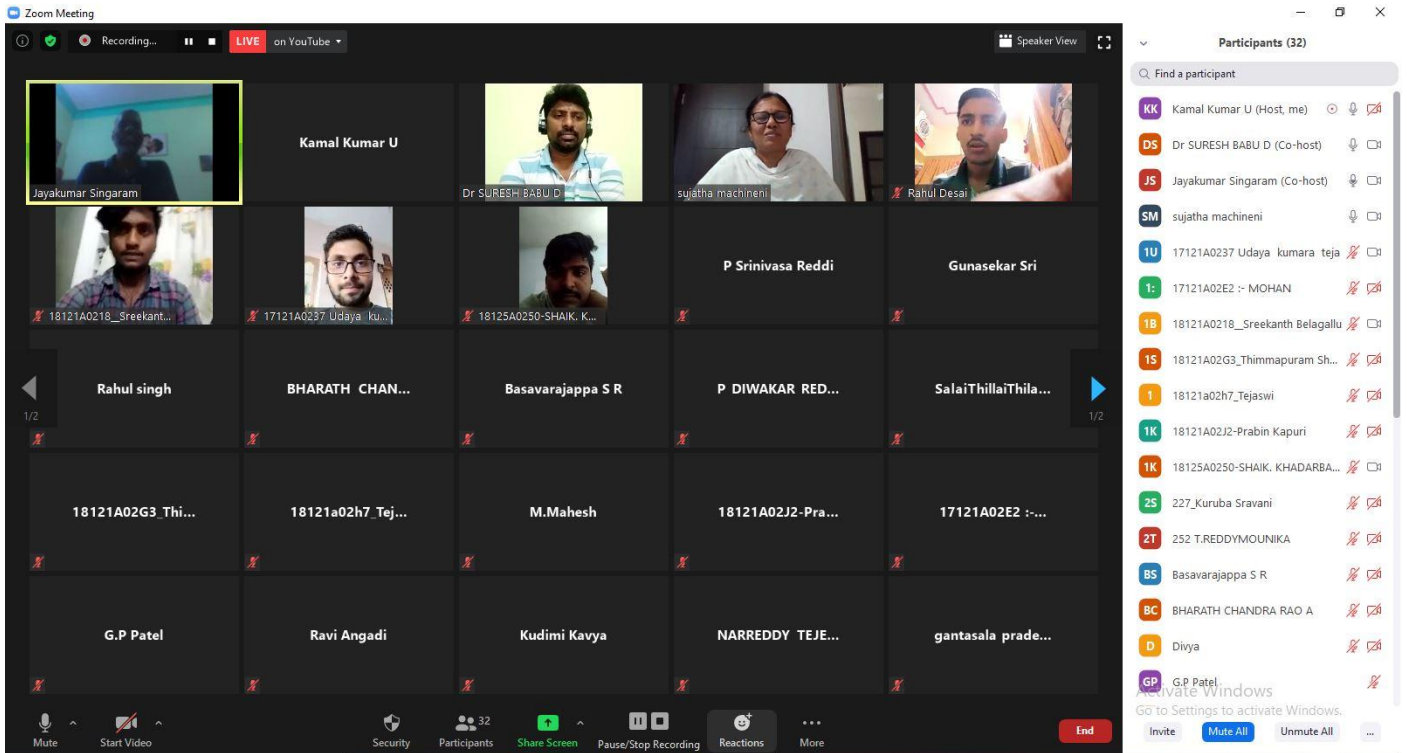 Zoom Meeting
Recording...
LIVE on YouTube
Speaker View
Jayakumar Singaram
Kamal Kumar U
Dr SURESH BABU D
sujatha machineni
Rahul Desai
18121A0218_Sreekant...
17121A0237 Udaya ku...
18125A0250-SHAIK. K...
P Srinivasa Reddi
Gunasekar Sri
1/2
Rahul singh
BHARATH CHAN...
Basavarajappa S R
P DIWAKAR RED...
SalaiThillaiThila...
1/2
18121A02G3_Thi...
18121a02h7_Tej...
M.Mahesh
18121A02J2-Pra...
17121A02E2 :-...
G.P Patel
Ravi Angadi
Kudimi Kavya
NARREDDY TEJE...
gantasala prade...
Mute
Start Video
Security
32
Participants
Share Screen
Pause/Stop Recording
Reactions
More
End
Participants (32)
Find a participant
KK Kamal Kumar U (Host, me)
DS Dr SURESH BABU D (Co-host)
JS Jayakumar Singaram (Co-host)
SM sujatha machineni
1U 17121A0237 Udaya kumara teja
1: 17121A02E2 :- MOHAN
1B 18121A0218_Sreekanth Belagallu
1S 18121A02G3_Thimmapuram Sh...
1 18121a02h7_Tejaswi
1K 18121A02J2-Prabin Kapuri
1K 18125A0250-SHAIK. KHADARBA...
2S 227_Kuruba Sravani
2T 252 T.REDDYMOUNIKA
BS Basavarajappa S R
BC BHARATH CHANDRA RAO A
D Divya
GP G.P Patel
Activate Windows
Go to Settings to activate Windows.
Invite
Mute All
Unmute All
...